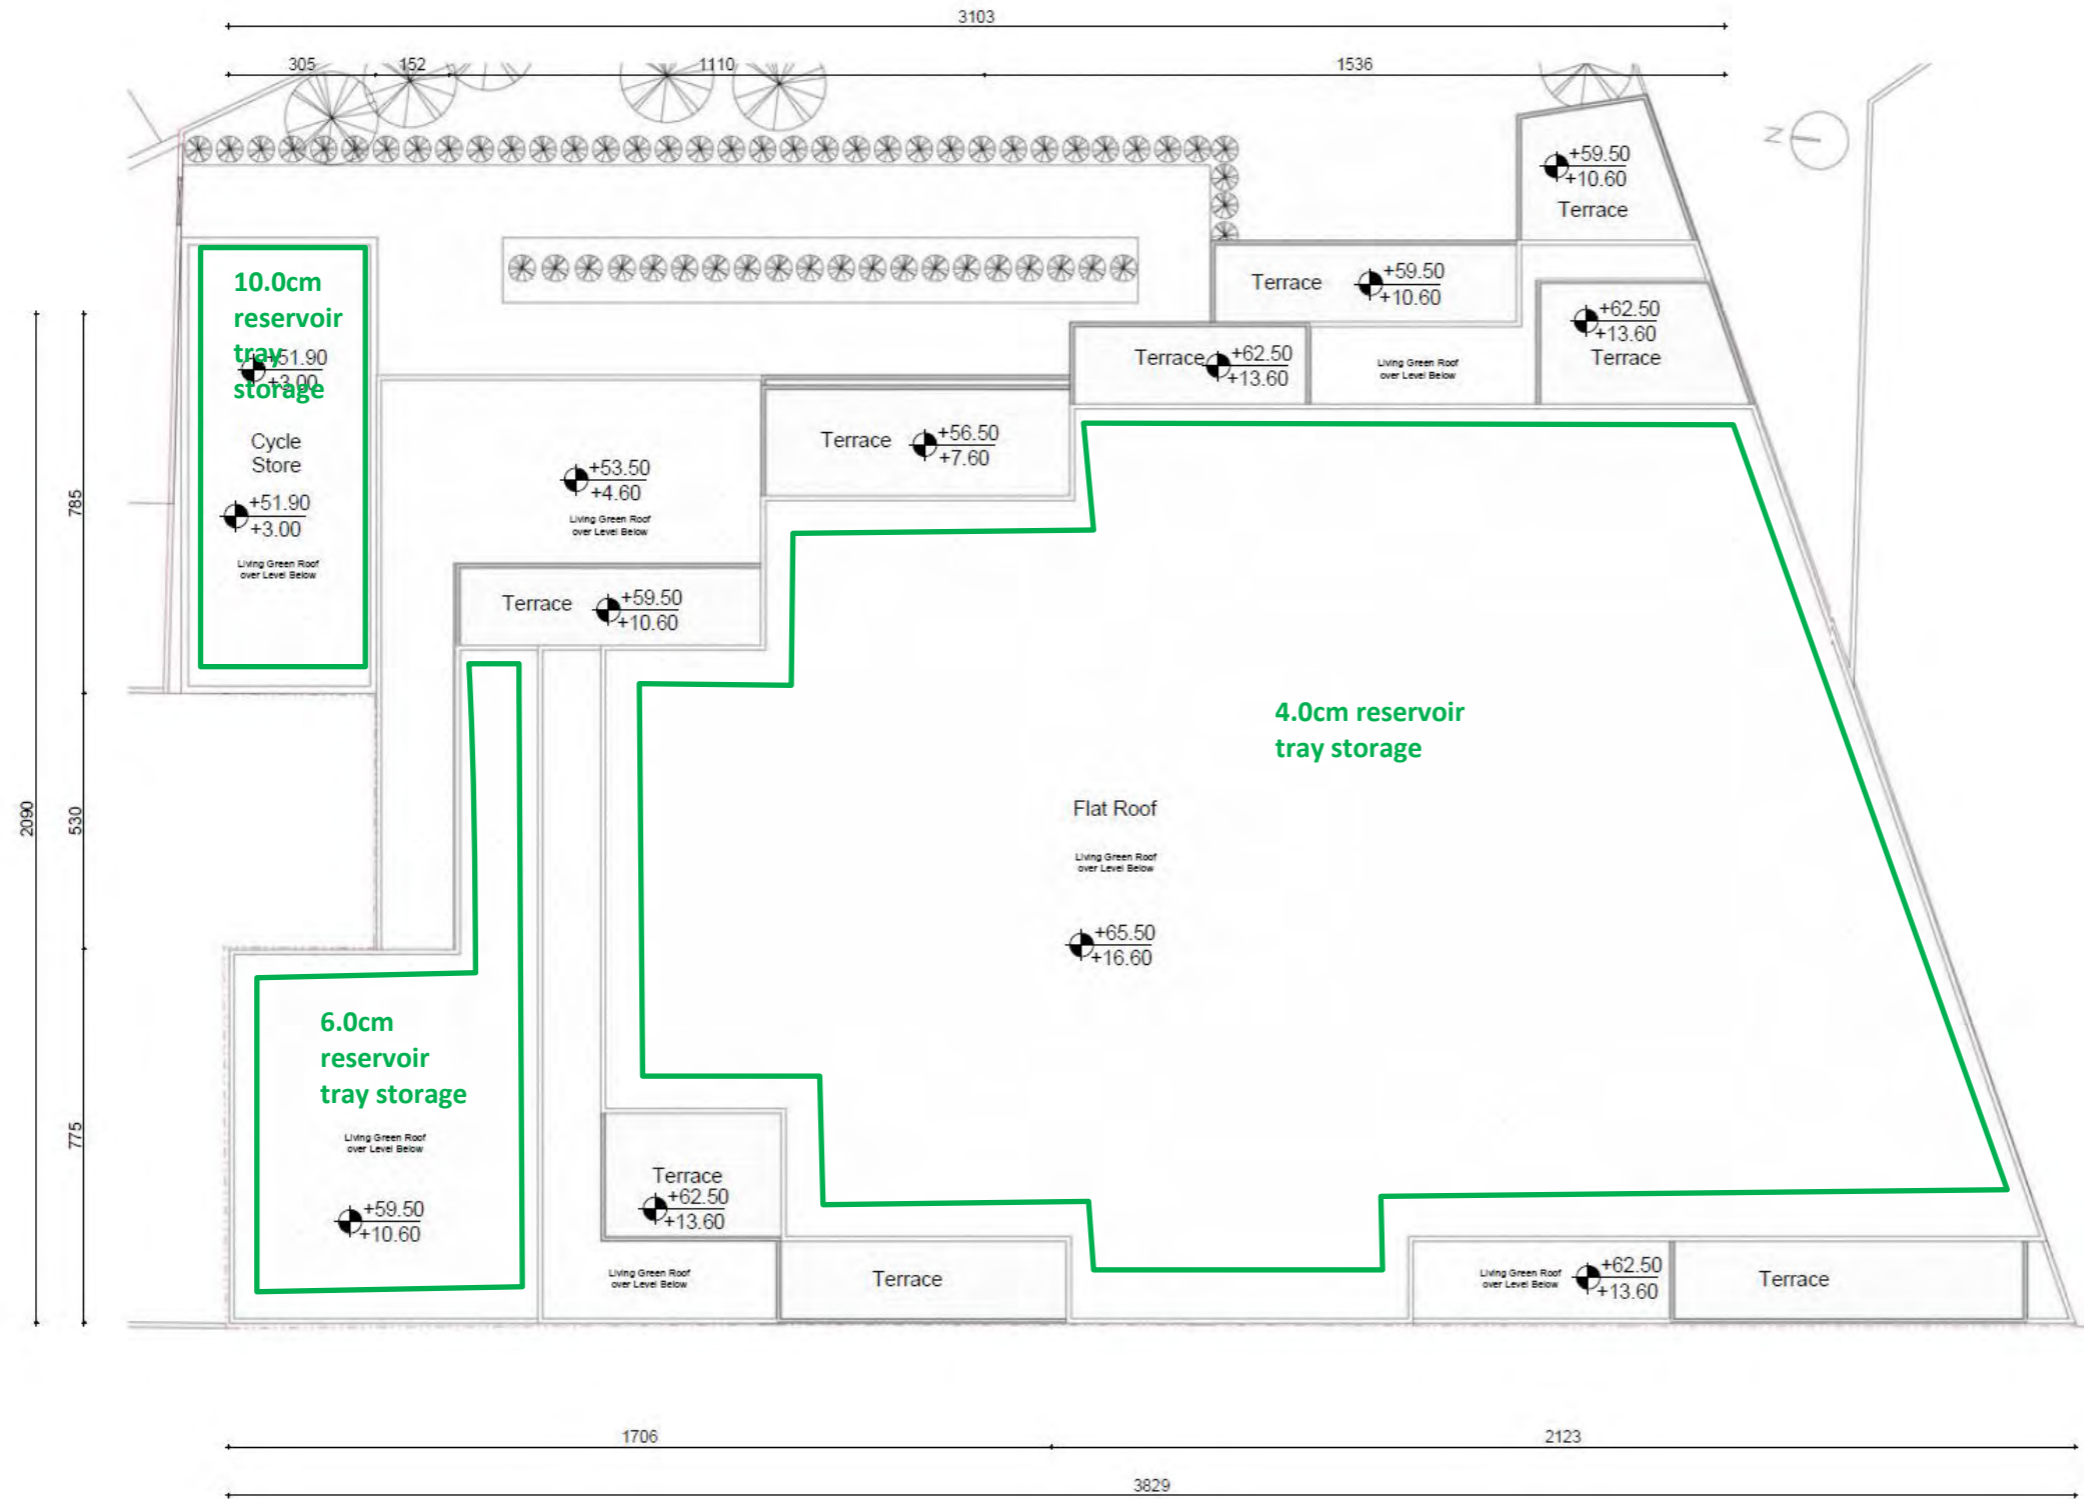 3103
305
152
1110
1536
N
+59.50
+10.60
Terrace
10.0cm
reservoir
tray
storage
+51.90
+3.00
Cycle
Store
+51.90
+3.00
Living Green Roof
over Level Below
Terrace
+59.50
+10.60
+62.50
+13.60
Terrace
Terrace
+62.50
+13.60
Living Green Roof
over Level Below
Terrace
+56.50
+7.60
+53.50
+4.60
Living Green Roof
over Level Below
Terrace
+59.50
+10.60
785
2090
530
775
4.0cm reservoir
tray storage
Flat Roof
Living Green Roof
over Level Below
+65.50
+16.60
6.0cm
reservoir
tray storage
Living Green Roof
over Level Below
+59.50
+10.60
Terrace
+62.50
+13.60
Living Green Roof
over Level Below
Terrace
Living Green Roof
over Level Below
+62.50
+13.60
Terrace
1706
2123
3829